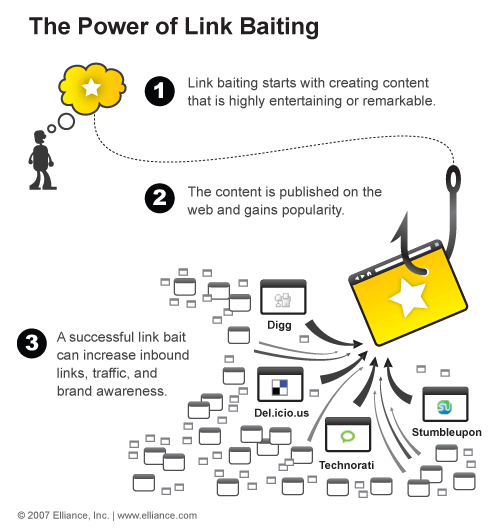 The Power of Link Baiting
1
Link baiting starts with creating content
that is highly entertaining or remarkable.
2
The content is published on the
web and gains popularity.
3
A successful link bait
can increase inbound
links, traffic, and
brand awareness.
Digg
Del.icio.us
Stumbleupon
Technorati
© 2007 Elliance, Inc. | www.elliance.com